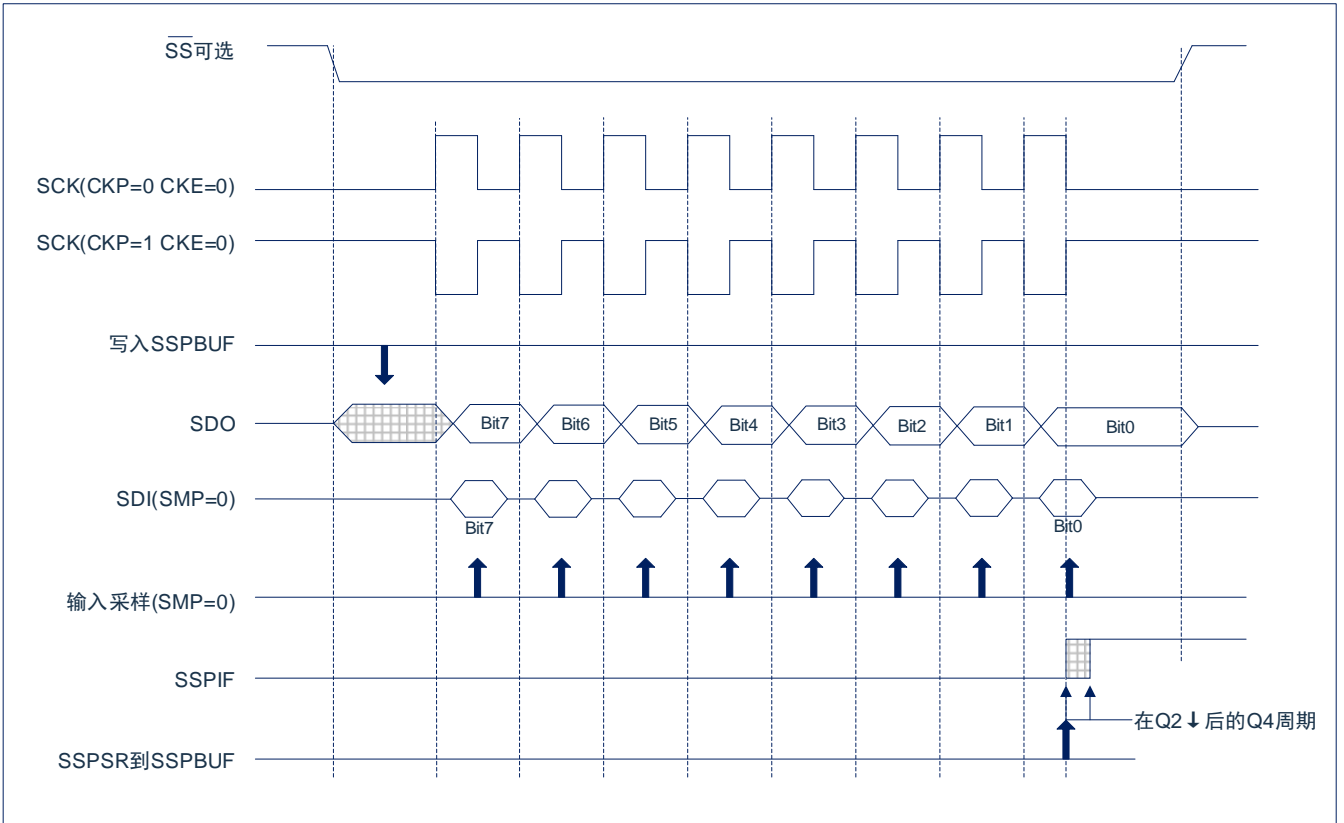 SS可选
SCK(CKP=0 CKE=0)
SCK(CKP=1 CKE=0)
写入SSPBUF
SDO
Bit7 Bit6 Bit5 Bit4 Bit3 Bit2 Bit1 Bit0
SDI(SMP=0)
Bit7 Bit0
输入采样(SMP=0)
SSPIF
在Q2↓后的Q4周期
SSPSR到SSPBUF